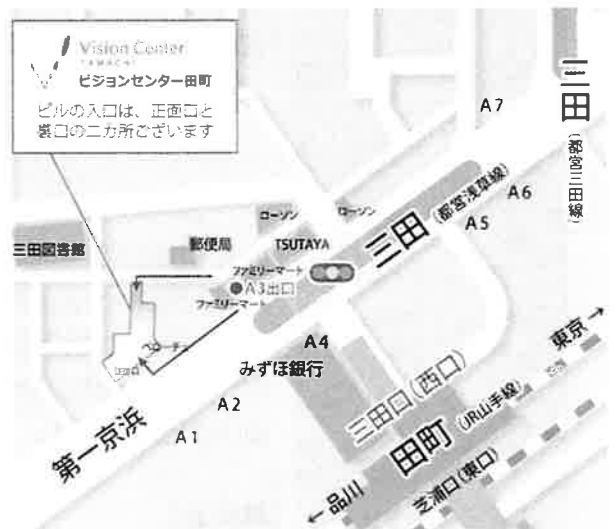 Vision Center
TAMACHI
ビジョンセンター田町
ビルの入口は、正面口と
裏口の二カ所ございます
三田
(都営三田線)
A7
A6
A5
三田
(都営浅草線)
ローソン
ローソン
三田図書館
郵便局
TSUTAYA
ファミリーマート
A3出口
ファミリーマート
A4
みずほ銀行
A2
A1
第一京浜
三田口(西口)
田町
(JR山手線)
東京→
芝浦口(東口)
←品川